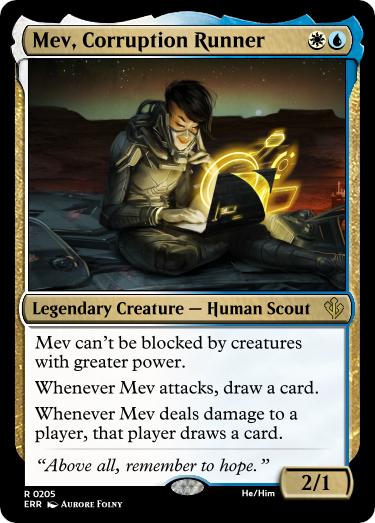 Mev, Corruption Runner
Legendary Creature — Human Scout
Mev can't be blocked by creatures
with greater power.
Whenever Mev attacks, draw a card.
Whenever Mev deals damage to a
player, that player draws a card.
“Above all, remember to hope.”
2/1
R 0205
He/Him
ERR Aurore Folny